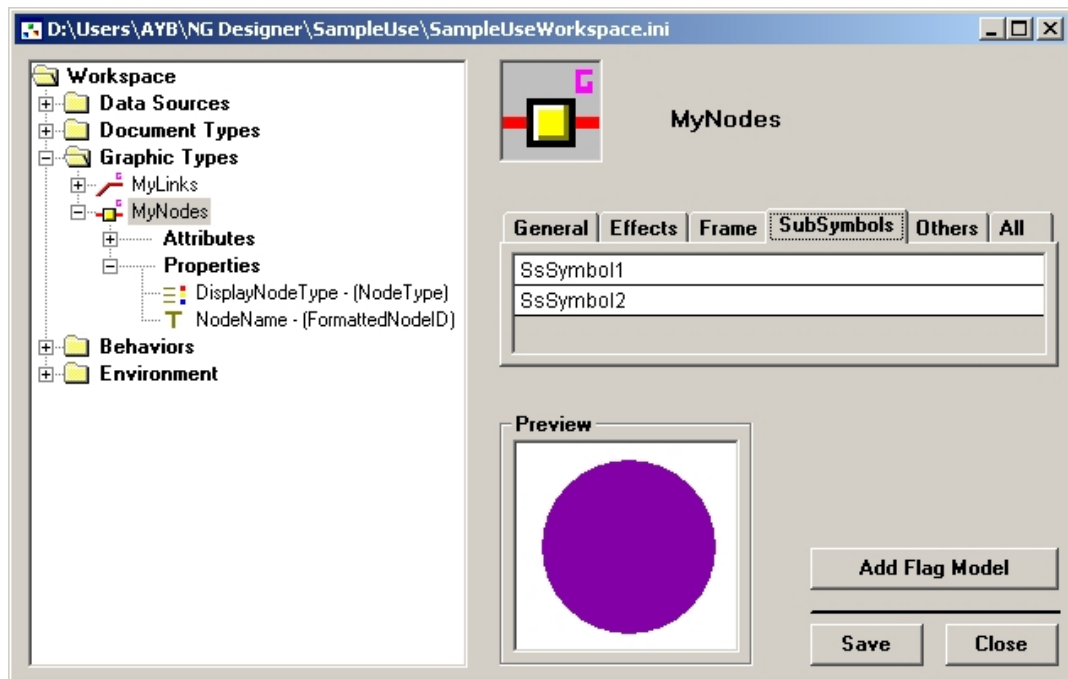 D:\Users\AYB\NG Designer\SampleUse\SampleUseWorkspace.ini
Workspace
Data Sources
Document Types
Graphic Types
G MyLinks
G MyNodes
Attributes
Properties
DisplayNodeType - (NodeType)
T NodeName - (FormattedNodeID)
Behaviors
Environment
G
MyNodes
General Effects Frame SubSymbols Others All
SsSymbol1
SsSymbol2
Preview
Add Flag Model
Save Close